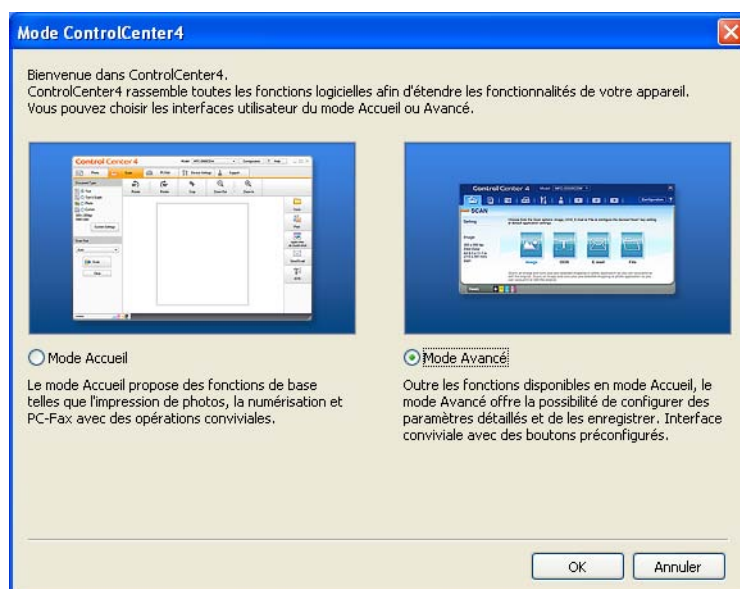 Mode ControlCenter4
Bienvenue dans ControlCenter4.
ControlCenter4 rassemble toutes les fonctions logicielles afin d'étendre les fonctionnalités de votre appareil.
Vous pouvez choisir les interfaces utilisateur du mode Accueil ou Avancé.
Control Center 4
Scan
Control Center 4
SCAN
Image
OCR
E-mail
File
Mode Accueil
Le mode Accueil propose des fonctions de base
telles que l'impression de photos, la numérisation et
PC-Fax avec des opérations conviviales.
Mode Avancé
Outre les fonctions disponibles en mode Accueil, le
mode Avancé offre la possibilité de configurer des
paramètres détaillés et de les enregistrer. Interface
conviviale avec des boutons préconfigurés.
OK
Annuler